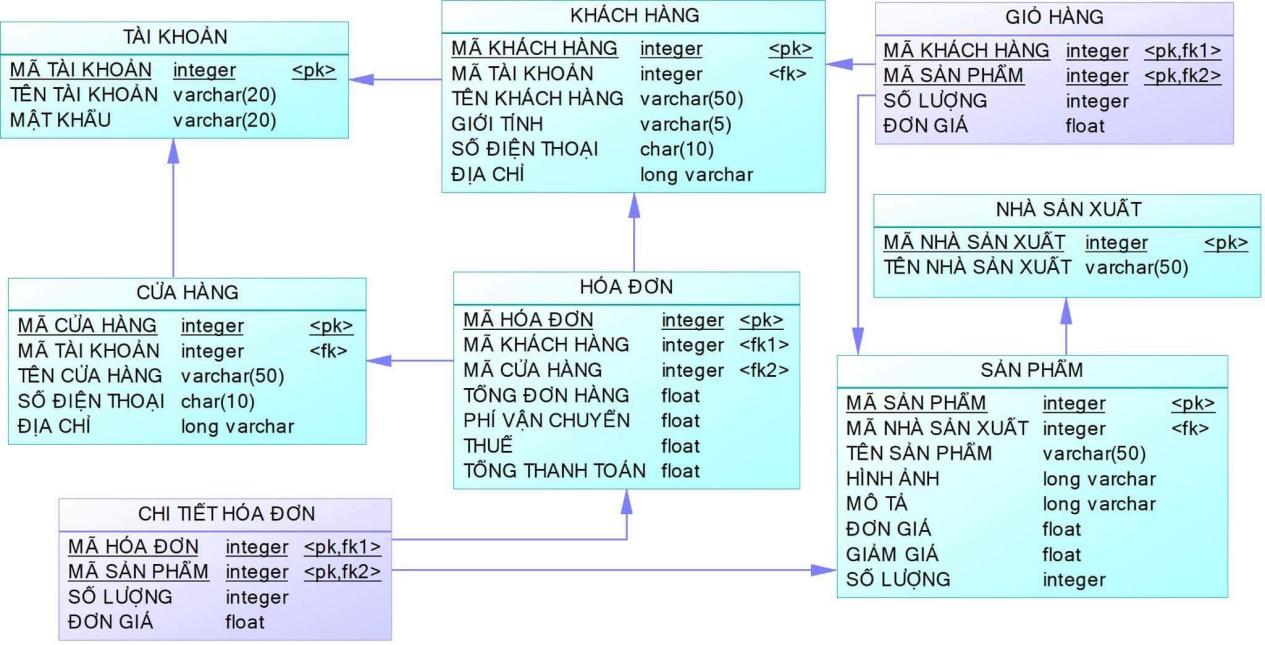 TÀI KHOẢN
MÃ TÀI KHOẢN integer <pk>
TÊN TÀI KHOẢN varchar(20)
MẬT KHẨU varchar(20)
KHÁCH HÀNG
MÃ KHÁCH HÀNG integer <pk>
MÃ TÀI KHOẢN integer <fk>
TÊN KHÁCH HÀNG varchar(50)
GIỚI TÍNH varchar(5)
SỐ ĐIỆN THOẠI char(10)
ĐỊA CHỈ long varchar
GIỎ HÀNG
MÃ KHÁCH HÀNG integer <pk,fk1>
MÃ SẢN PHẨM integer <pk,fk2>
SỐ LƯỢNG integer
ĐƠN GIÁ float
NHÀ SẢN XUẤT
MÃ NHÀ SẢN XUẤT integer <pk>
TÊN NHÀ SẢN XUẤT varchar(50)
CỬA HÀNG
MÃ CỬA HÀNG integer <pk>
MÃ TÀI KHOẢN integer <fk>
TÊN CỬA HÀNG varchar(50)
SỐ ĐIỆN THOẠI char(10)
ĐỊA CHỈ long varchar
HÓA ĐƠN
MÃ HÓA ĐƠN integer <pk>
MÃ KHÁCH HÀNG integer <fk1>
MÃ CỬA HÀNG integer <fk2>
TỔNG ĐƠN HÀNG float
PHÍ VẬN CHUYỂN float
THUẾ float
TỔNG THANH TOÁN float
SẢN PHẨM
MÃ SẢN PHẨM integer <pk>
MÃ NHÀ SẢN XUẤT integer <fk>
TÊN SẢN PHẨM varchar(50)
HÌNH ẢNH long varchar
MÔ TẢ long varchar
ĐƠN GIÁ float
GIẢM GIÁ float
SỐ LƯỢNG integer
CHI TIẾT HÓA ĐƠN
MÃ HÓA ĐƠN integer <pk,fk1>
MÃ SẢN PHẨM integer <pk,fk2>
SỐ LƯỢNG integer
ĐƠN GIÁ float